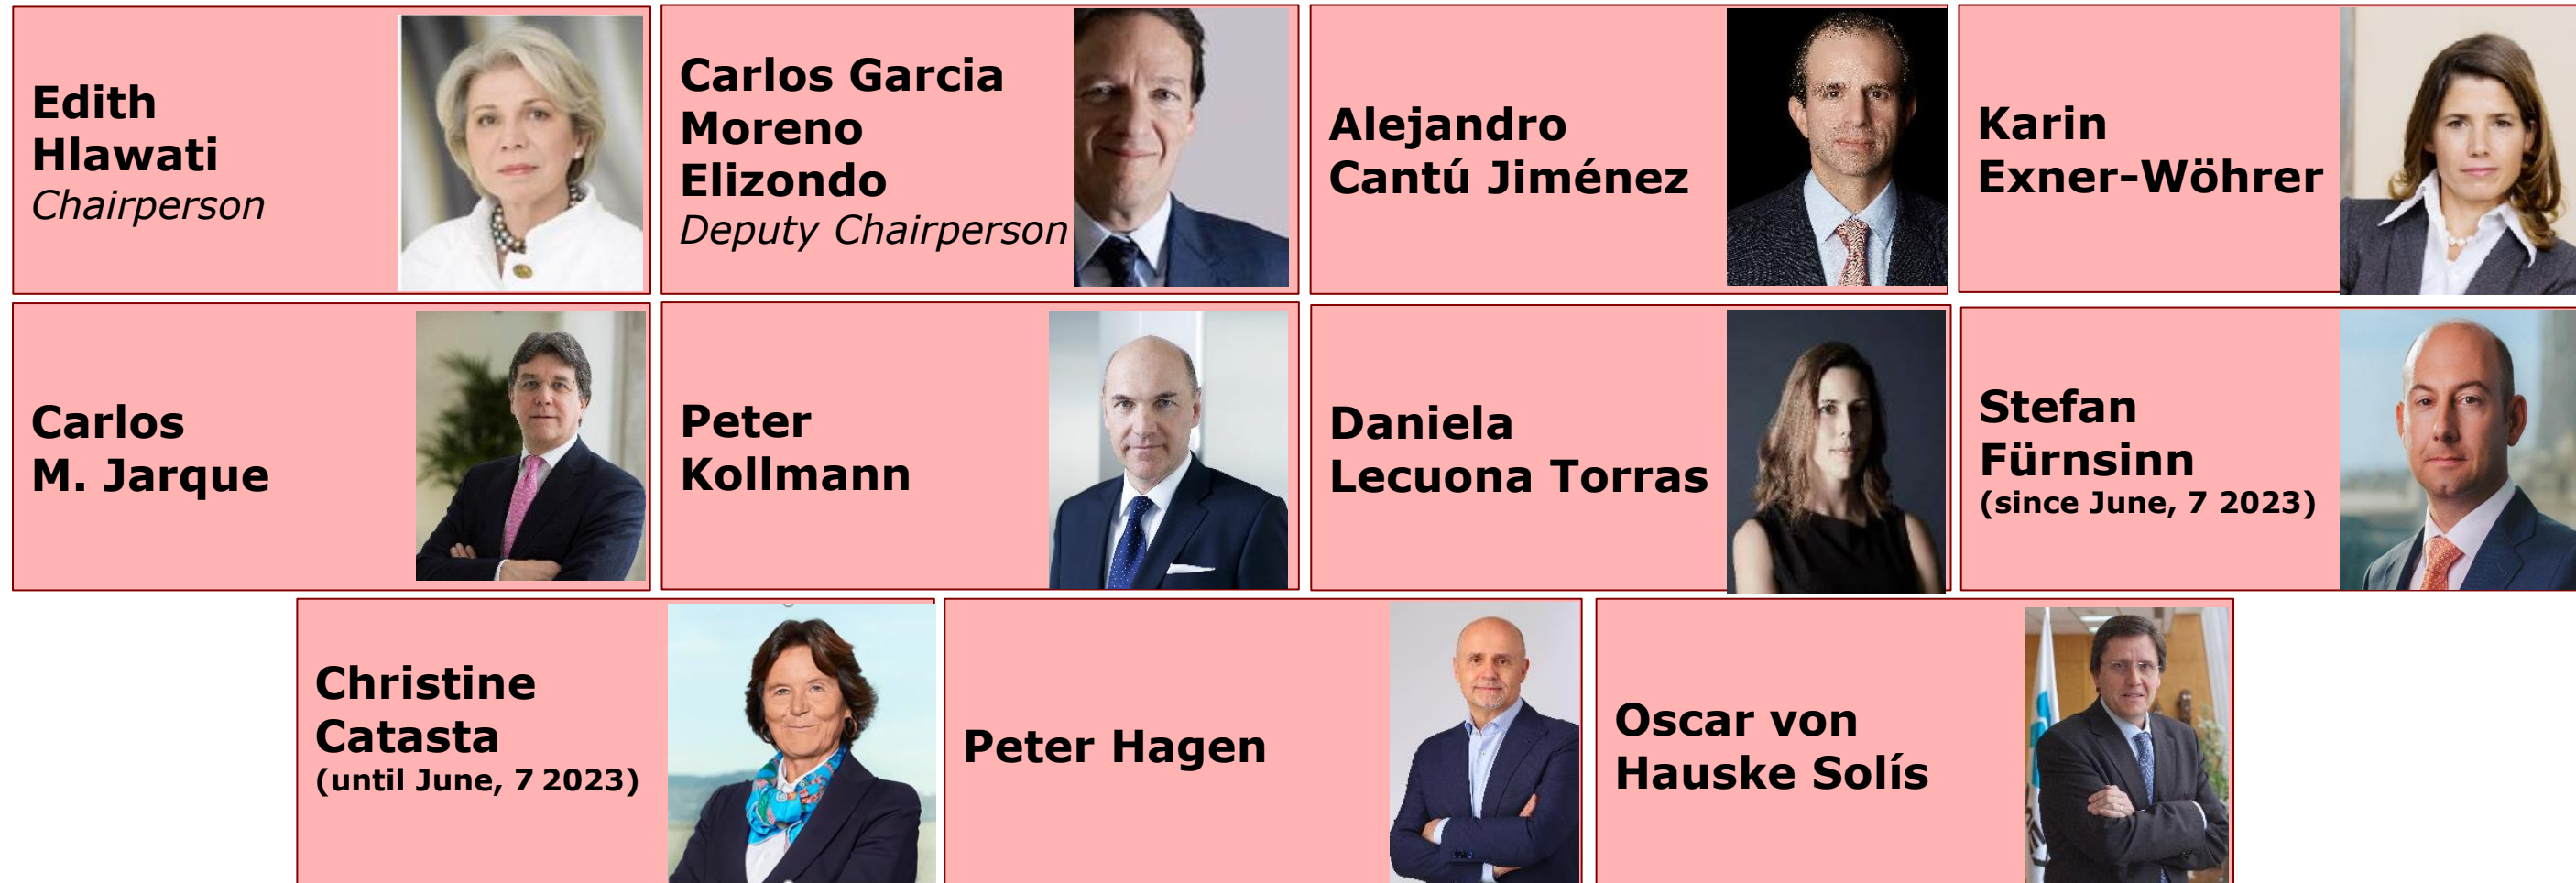 Edith
Hlawati
Chairperson
Carlos Garcia
Moreno
Elizondo
Deputy Chairperson
Alejandro
Cantú Jiménez
Karin
Exner-Wöhrer
Carlos
M. Jarque
Peter
Kollmann
Daniela
Lecuona Torras
Stefan
Fürnsinn
(since June, 7 2023)
Christine
Catasta
(until June, 7 2023)
Peter Hagen
Oscar von
Hauske Solís